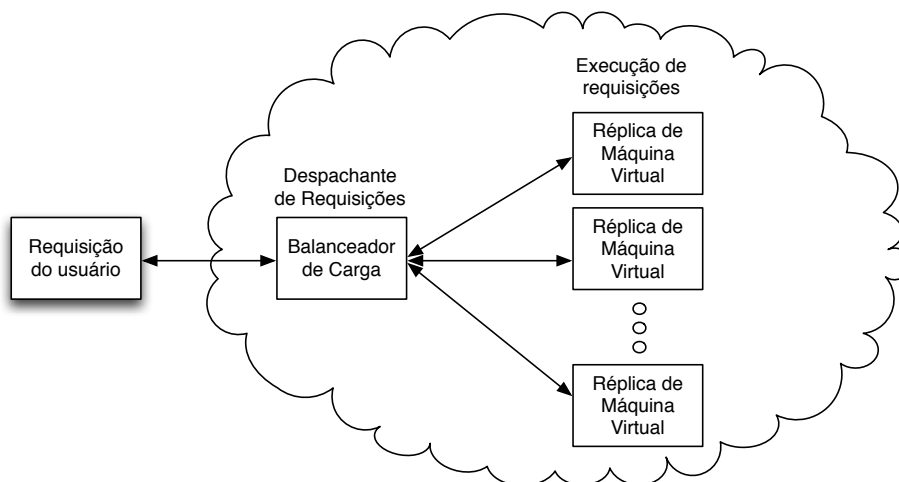 Execução de
requisições
Réplica de
Máquina
Virtual
Despachante
de Requisições
Requisição
do usuário
Balanceador
de Carga
Réplica de
Máquina
Virtual
Réplica de
Máquina
Virtual